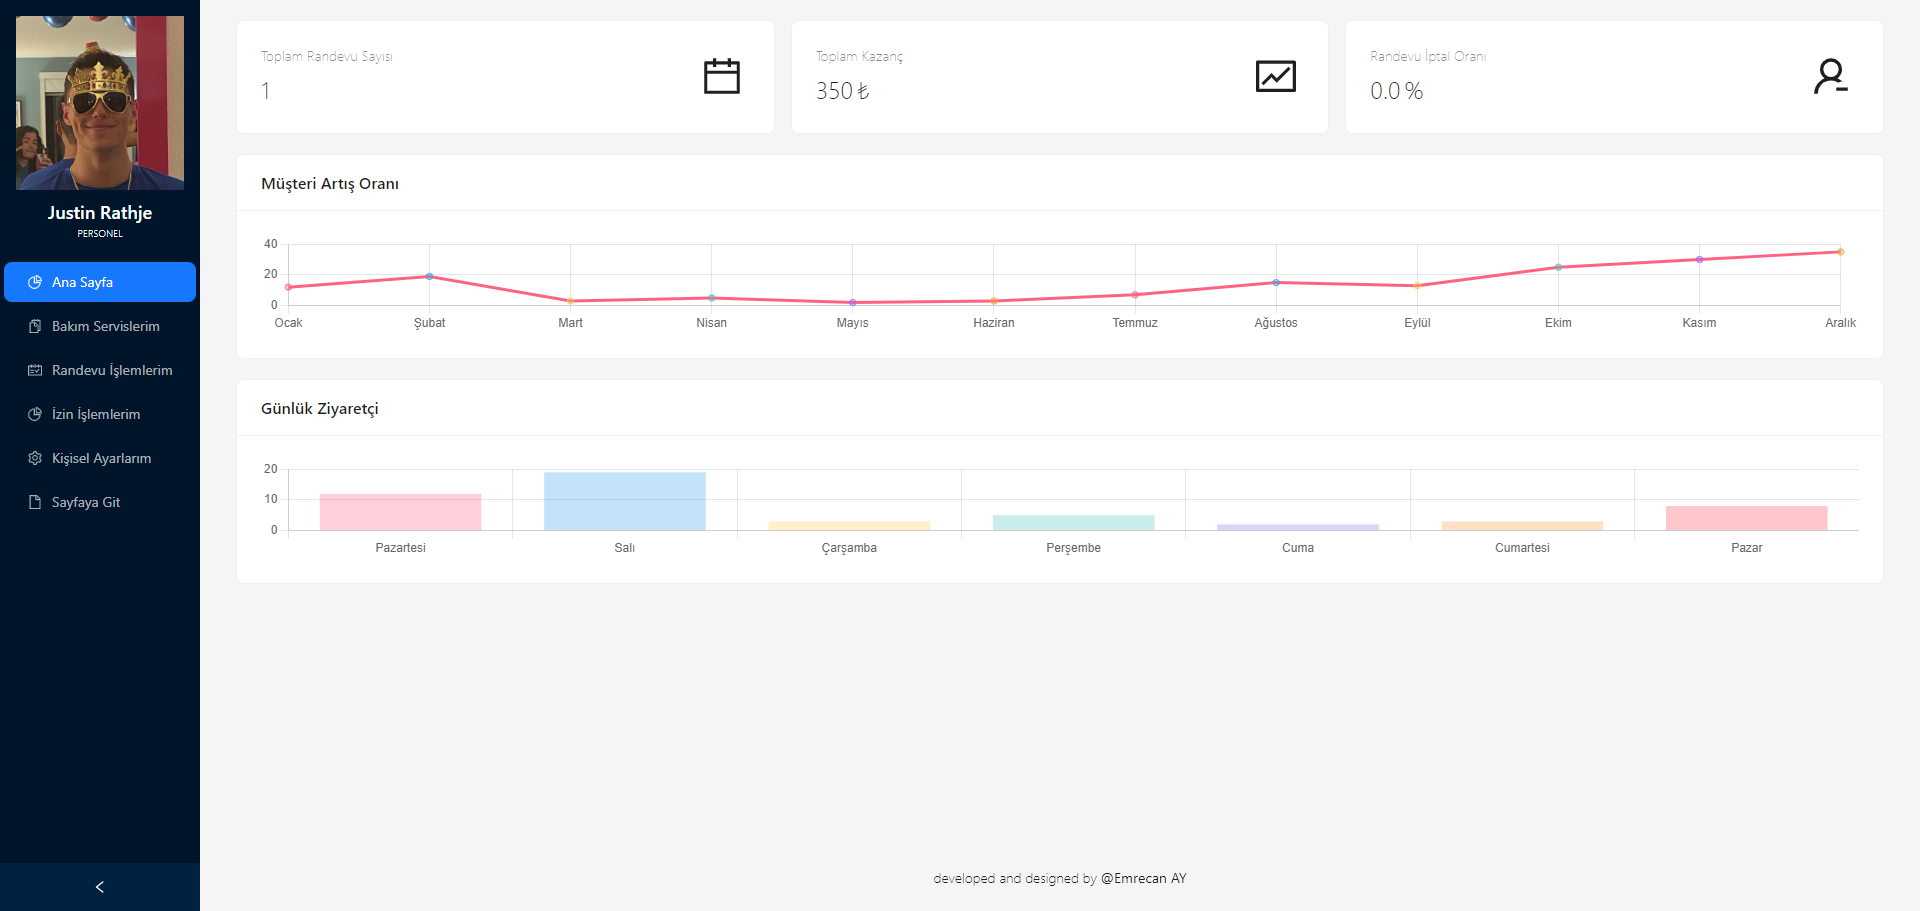 Justin Rathje
PERSONEL
Ana Sayfa
Bakım Servislerim
Randevu İşlemlerim
İzin İşlemlerim
Kişisel Ayarlarım
Sayfaya Git
Toplam Randevu Sayısı
1
Toplam Kazanç
350 ₺
Randevu İptal Oranı
0.0 %
Müşteri Artış Oranı
40
20
0
Ocak Şubat Mart Nisan Mayıs Haziran Temmuz Ağustos Eylül Ekim Kasım Aralık
Günlük Ziyaretçi
20
10
0
Pazartesi Salı Çarşamba Perşembe Cuma Cumartesi Pazar
developed and designed by @Emrecan AY